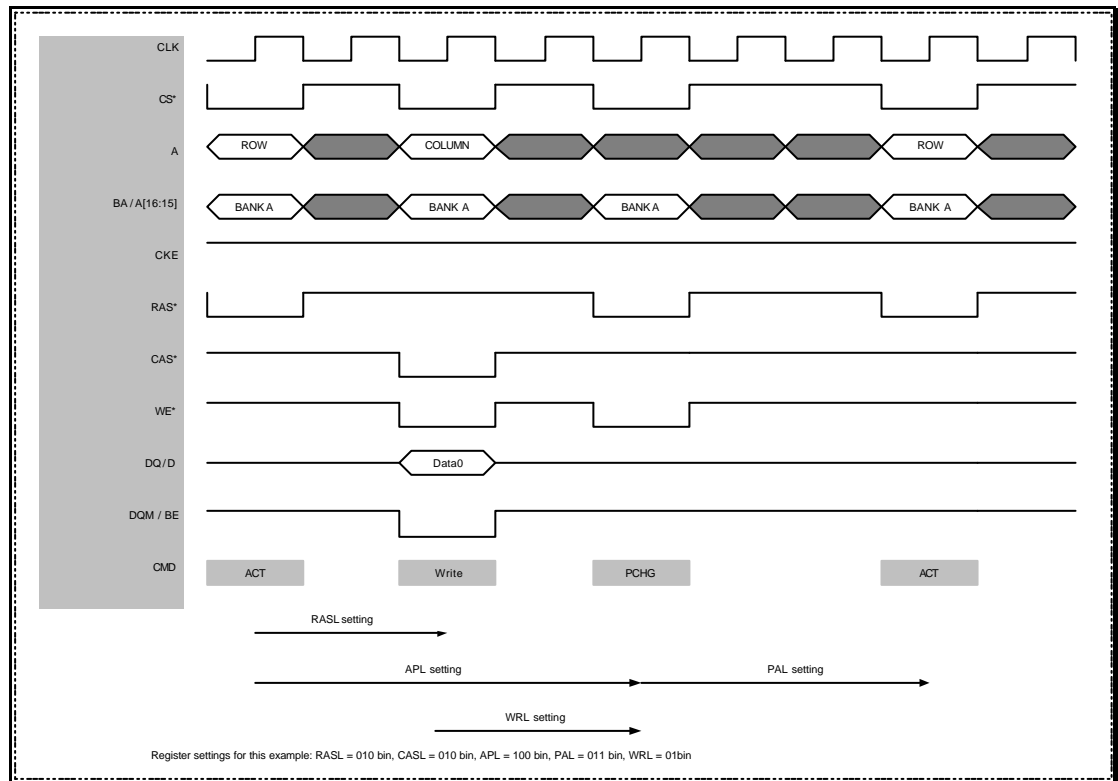 CLK
CS*
A ROW COLUMN ROW
BA / A[16:15] BANK A BANK A BANK A BANK A
CKE
RAS*
CAS*
WE*
DQ / D Data0
DQM / BE
CMD ACT Write PCHG ACT
RASL setting
APL setting PAL setting
WRL setting
Register settings for this example: RASL = 010 bin, CASL = 010 bin, APL = 100 bin, PAL = 011 bin, WRL = 01bin